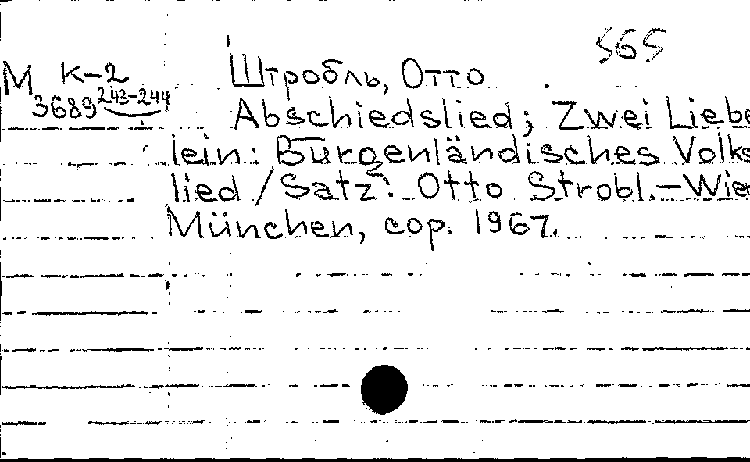 565
М К-2
3689 243-244
Штробль, Отто
Abschiedslied; Zwei Liebe
lein: Burgenländisches Volks
lied / Satz: Otto Strobl.-Wie
München, cop. 1967.